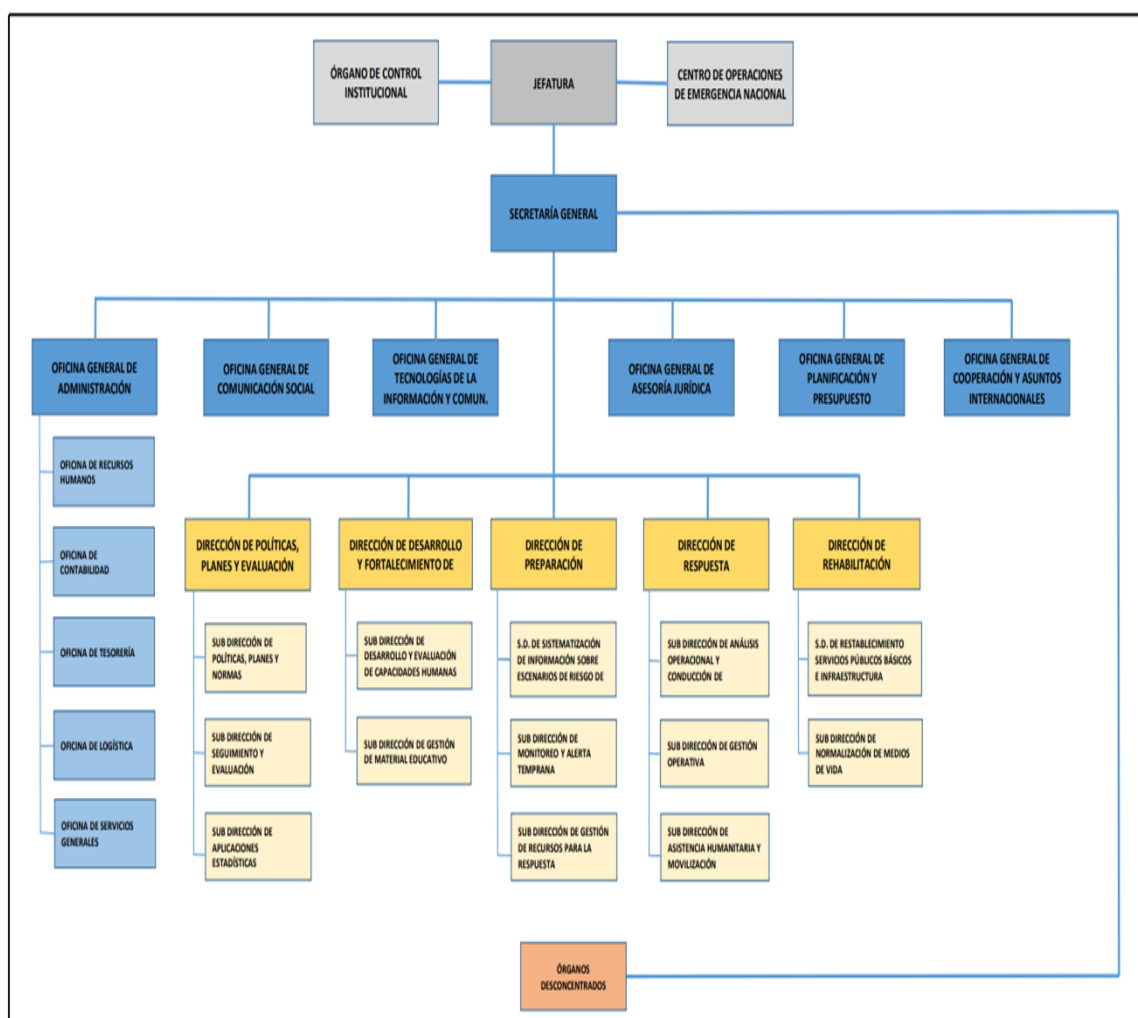 ÓRGANO DE CONTROL
INSTITUCIONAL
JEFATURA
CENTRO DE OPERACIONES
DE EMERGENCIA NACIONAL
SECRETARÍA GENERAL
OFICINA GENERAL DE
ADMINISTRACIÓN
OFICINA GENERAL DE
COMUNICACIÓN SOCIAL
OFICINA GENERAL DE
TECNOLOGÍAS DE LA
INFORMACIÓN Y COMUN.
OFICINA GENERAL DE
ASESORÍA JURÍDICA
OFICINA GENERAL DE
PLANIFICACIÓN Y
PRESUPUESTO
OFICINA GENERAL DE
COOPERACIÓN Y ASUNTOS
INTERNACIONALES
OFICINA DE RECURSOS
HUMANOS
OFICINA DE
CONTABILIDAD
OFICINA DE TESORERÍA
OFICINA DE LOGÍSTICA
OFICINA DE SERVICIOS
GENERALES
DIRECCIÓN DE POLÍTICAS,
PLANES Y EVALUACIÓN
SUB DIRECCIÓN DE
POLÍTICAS, PLANES Y
NORMAS
SUB DIRECCIÓN DE
SEGUIMIENTO Y
EVALUACIÓN
SUB DIRECCIÓN DE
APLICACIONES
ESTADÍSTICAS
DIRECCIÓN DE DESARROLLO
Y FORTALECIMIENTO DE
SUB DIRECCIÓN DE
DESARROLLO Y EVALUACIÓN
DE CAPACIDADES HUMANAS
SUB DIRECCIÓN DE GESTIÓN
DE MATERIAL EDUCATIVO
DIRECCIÓN DE
PREPARACIÓN
S.D. DE SISTEMATIZACIÓN
DE INFORMACIÓN SOBRE
ESCENARIOS DE RIESGO DE
SUB DIRECCIÓN DE
MONITOREO Y ALERTA
TEMPRANA
SUB DIRECCIÓN DE GESTIÓN
DE RECURSOS PARA LA
RESPUESTA
DIRECCIÓN DE
RESPUESTA
SUB DIRECCIÓN DE ANÁLISIS
OPERACIONAL Y
CONDUCCIÓN DE
SUB DIRECCIÓN DE GESTIÓN
OPERATIVA
SUB DIRECCIÓN DE
ASISTENCIA HUMANITARIA Y
MOVILIZACIÓN
DIRECCIÓN DE
REHABILITACIÓN
S.D. DE RESTABLECIMIENTO
SERVICIOS PÚBLICOS BÁSICOS
E INFRAESTRUCTURA
SUB DIRECCIÓN DE
NORMALIZACIÓN DE MEDIOS
DE VIDA
ÓRGANOS
DESCONCENTRADOS